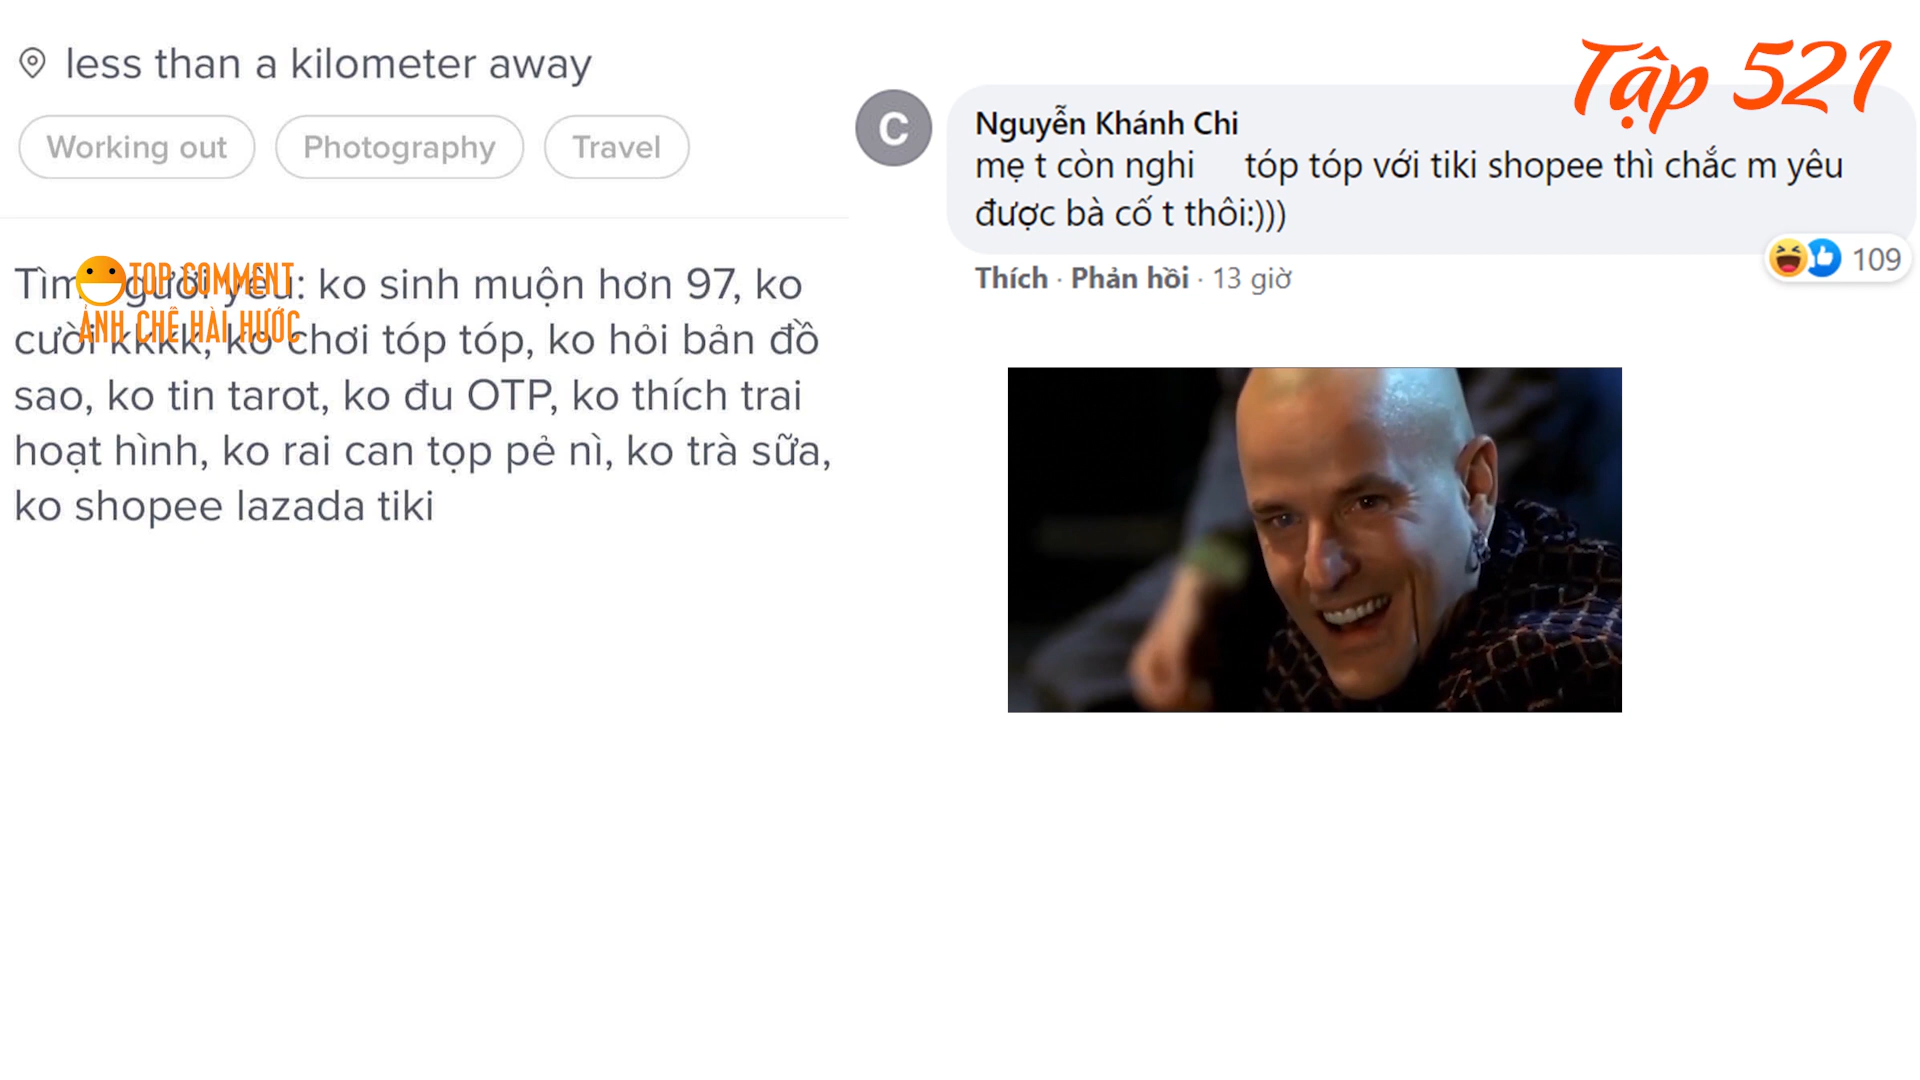 less than a kilometer away
Working out
Photography
Travel
Tìm người yêu: ko sinh muộn hơn 97, ko
cười kkkk, ko chơi tóp tóp, ko hỏi bản đồ
sao, ko tin tarot, ko đu OTP, ko thích trai
hoạt hình, ko rai can tọp pẻ nì, ko trà sữa,
ko shopee lazada tiki
TOP COMMENT
ẢNH CHẾ HÀI HƯỚC
Tập 521
C
Nguyễn Khánh Chi
mẹ t còn nghi tóp tóp với tiki shopee thì chắc m yêu
được bà cố t thôi:)))
109
Thích · Phản hồi · 13 giờ